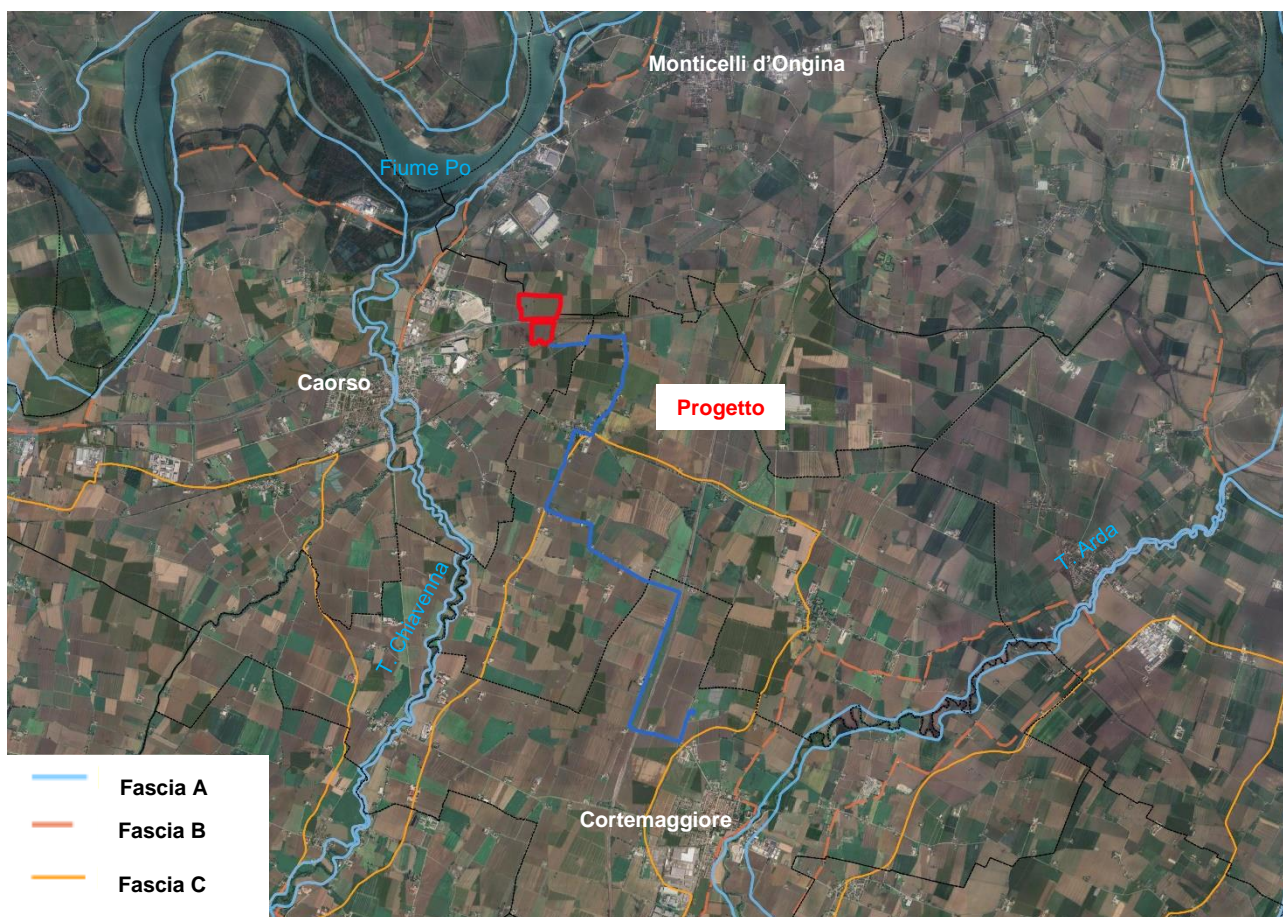 Monticelli d'Ongina
Fiume Po
Caorso
Progetto
T. Arda
T. Chiavenna
Cortemaggiore
Fascia A
Fascia B
Fascia C